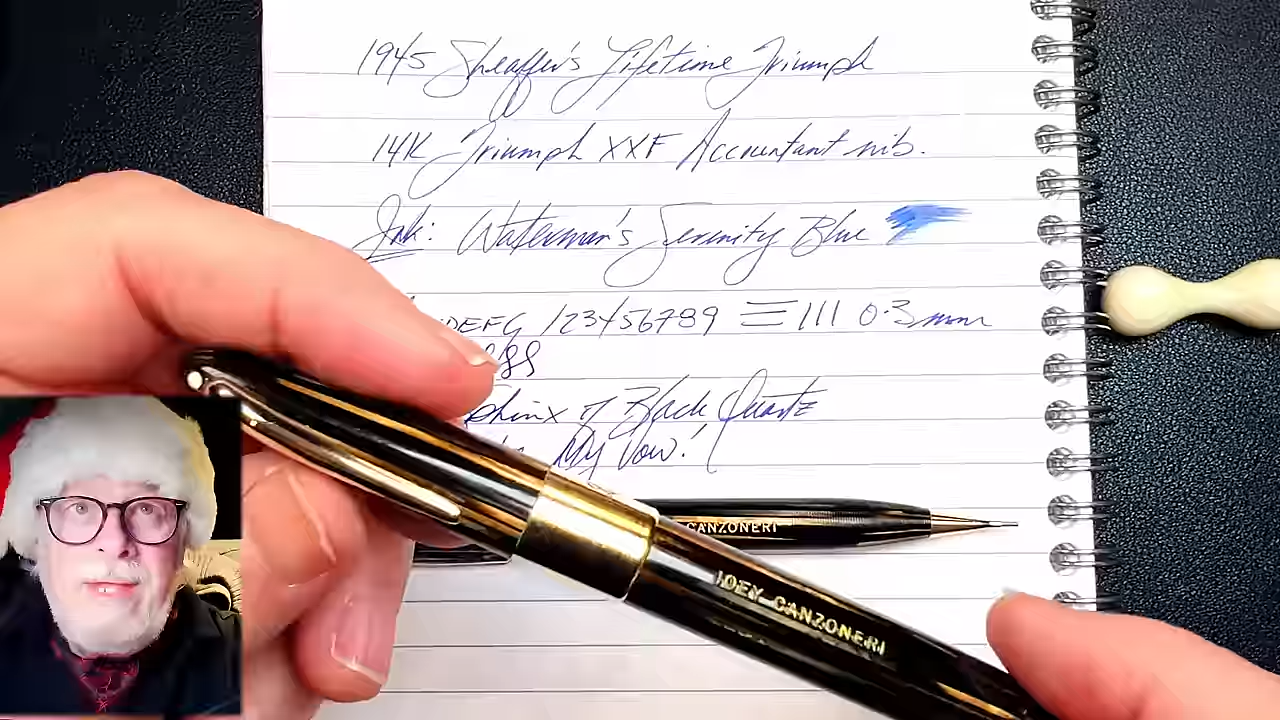 1945 Sheaffer's Lifetime Triumph
14K Triumph XXF Accountant nib.
Ink: Waterman's Serenity Blue
DEFG 123456789 0.3mm
phinx of Black Quartz
My Vow!
CANZONERI
JOEY CANZONERI